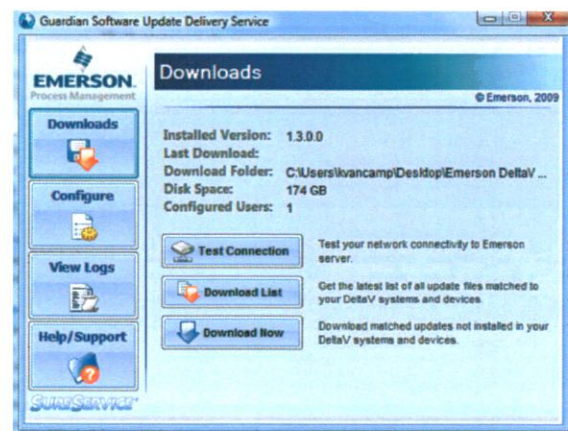 Guardian Software Update Delivery Service
EMERSON.
Process Management
Downloads
© Emerson, 2009
Downloads
Configure
View Logs
Help/Support
SureService
Installed Version: 1.3.0.0
Last Download:
Download Folder: C:\Users\kvancamp\Desktop\Emerson DeltaV ...
Disk Space: 174 GB
Configured Users: 1
Test Connection
Test your network connectivity to Emerson
server.
Download List
Get the latest list of all update files matched to
your DeltaV systems and devices.
Download Now
Download matched updates not installed in your
DeltaV systems and devices.